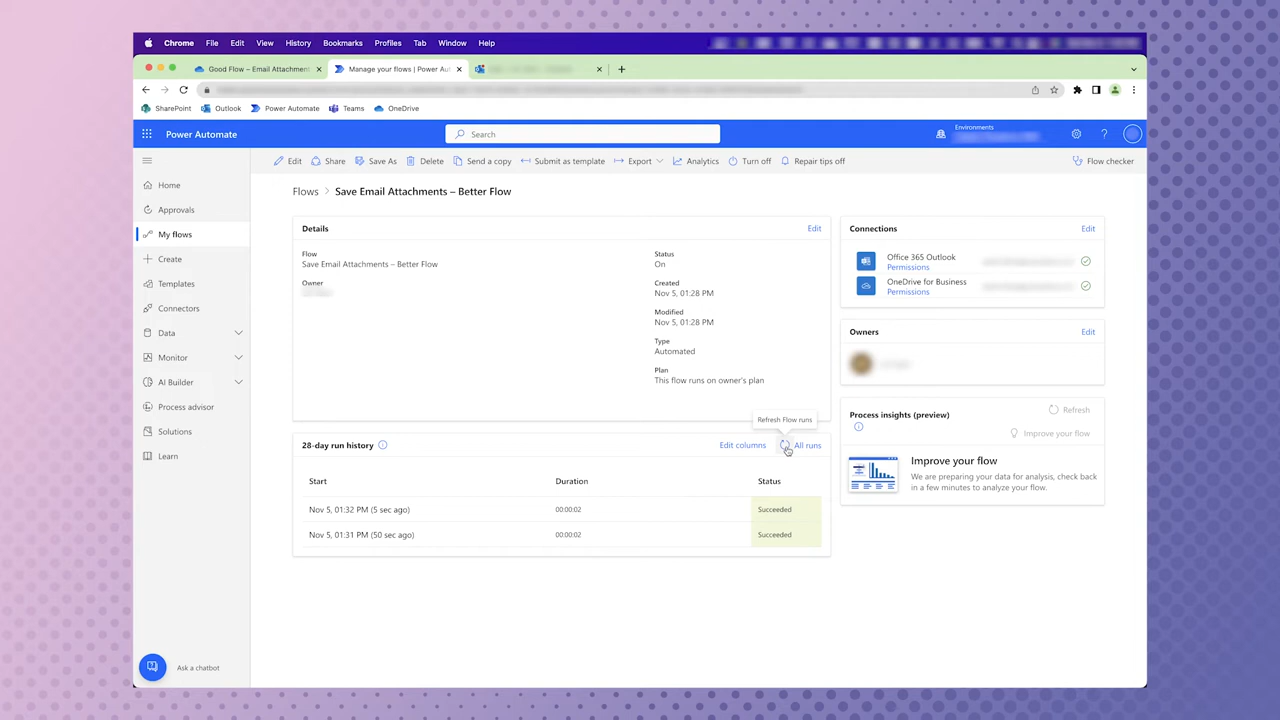 Chrome File Edit View History Bookmarks Profiles Tab Window Help
Good Flow – Email Attachment
Manage your flows | Power Aut
SharePoint Outlook Power Automate Teams OneDrive
Power Automate
Search
Environments
Edit Share Save As Delete Send a copy Submit as template Export Analytics Turn off Repair tips off Flow checker
Home
Approvals
My flows
Create
Templates
Connectors
Data
Monitor
AI Builder
Process advisor
Solutions
Learn
Ask a chatbot
Flows > Save Email Attachments – Better Flow
Details
Edit
Flow
Save Email Attachments – Better Flow
Owner
Status
On
Created
Nov 5, 01:28 PM
Modified
Nov 5, 01:28 PM
Type
Automated
Plan
This flow runs on owner's plan
Refresh Flow runs
28-day run history
Edit columns
All runs
Start Duration Status
Nov 5, 01:32 PM (5 sec ago) 00:00:02 Succeeded
Nov 5, 01:31 PM (50 sec ago) 00:00:02 Succeeded
Connections
Edit
Office 365 Outlook
Permissions
OneDrive for Business
Permissions
Owners
Edit
Process insights (preview)
Refresh
Improve your flow
Improve your flow
We are preparing your data for analysis, check back
in a few minutes to analyze your flow.